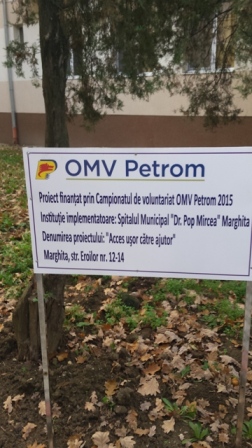 OMV Petrom
Proiect finanțat prin Campionatul de voluntariat OMV Petrom 2015
Instituție implementatoare: Spitalul Municipal "Dr. Pop Mircea" Marghita
Denumirea proiectului: "Acces ușor către ajutor"
Marghita, str. Eroilor nr. 12-14